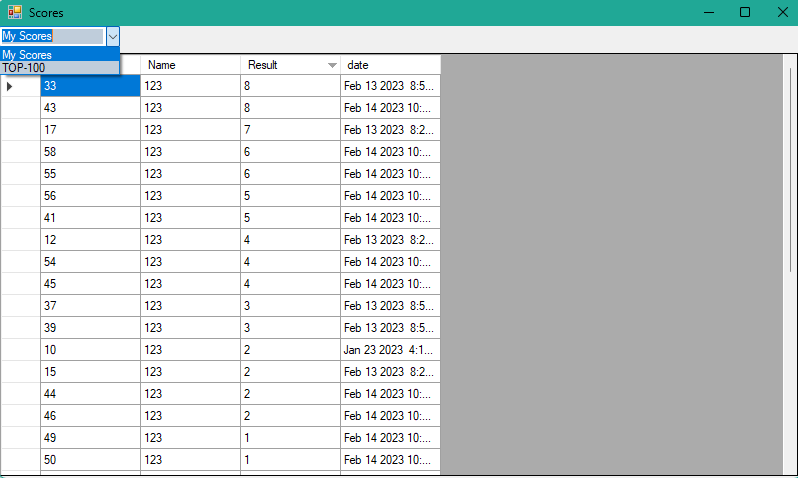 Scores
My Scores
My Scores
TOP-100
Name Result date
33 123 8 Feb 13 2023 8:5...
43 123 8 Feb 14 2023 10:...
17 123 7 Feb 13 2023 8:2...
58 123 6 Feb 14 2023 10:...
55 123 6 Feb 14 2023 10:...
56 123 5 Feb 14 2023 10:...
41 123 5 Feb 14 2023 10:...
12 123 4 Feb 13 2023 8:2...
54 123 4 Feb 14 2023 10:...
45 123 4 Feb 14 2023 10:...
37 123 3 Feb 13 2023 8:5...
39 123 3 Feb 13 2023 8:5...
10 123 2 Jan 23 2023 4:1...
15 123 2 Feb 13 2023 8:2...
44 123 2 Feb 14 2023 10:...
46 123 2 Feb 14 2023 10:...
49 123 1 Feb 14 2023 10:...
50 123 1 Feb 14 2023 10:...